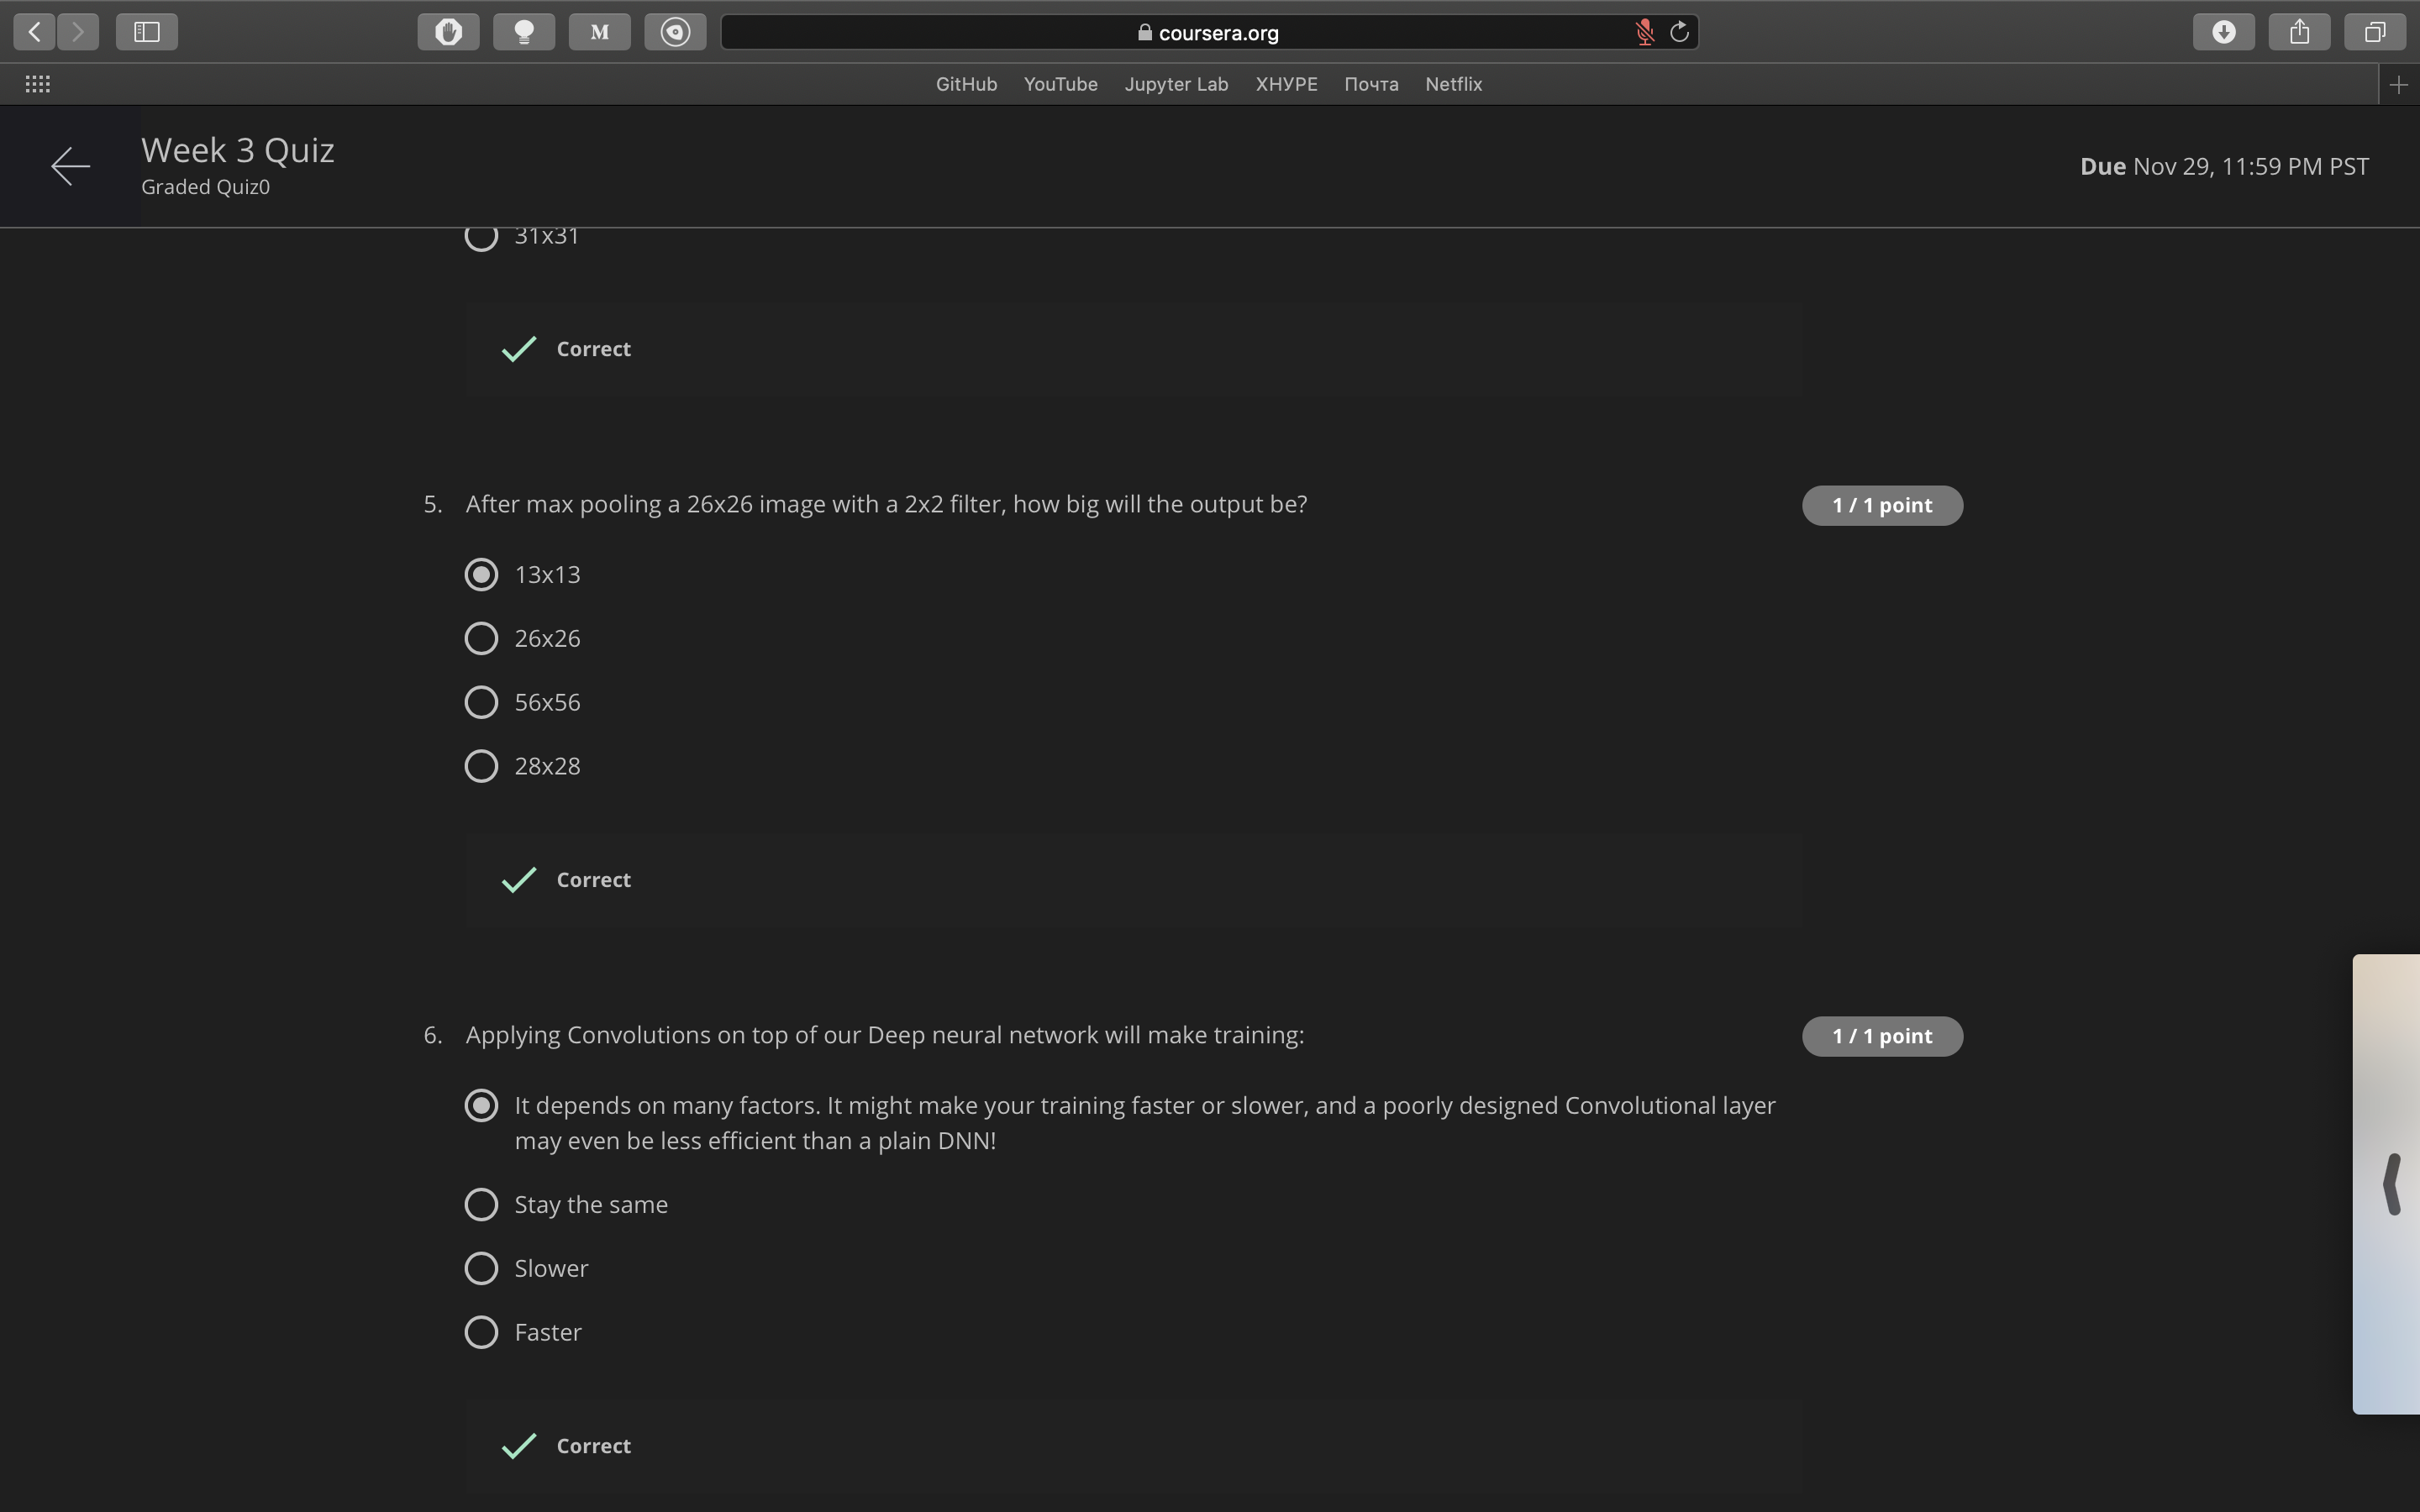 M
coursera.org
GitHub YouTube Jupyter Lab ХНУРЕ Почта Netflix
Week 3 Quiz
Graded Quiz0
Due Nov 29, 11:59 PM PST
31x31
Correct
5. After max pooling a 26x26 image with a 2x2 filter, how big will the output be?
1 / 1 point
13x13
26x26
56x56
28x28
Correct
6. Applying Convolutions on top of our Deep neural network will make training:
1 / 1 point
It depends on many factors. It might make your training faster or slower, and a poorly designed Convolutional layer
may even be less efficient than a plain DNN!
Stay the same
Slower
Faster
Correct